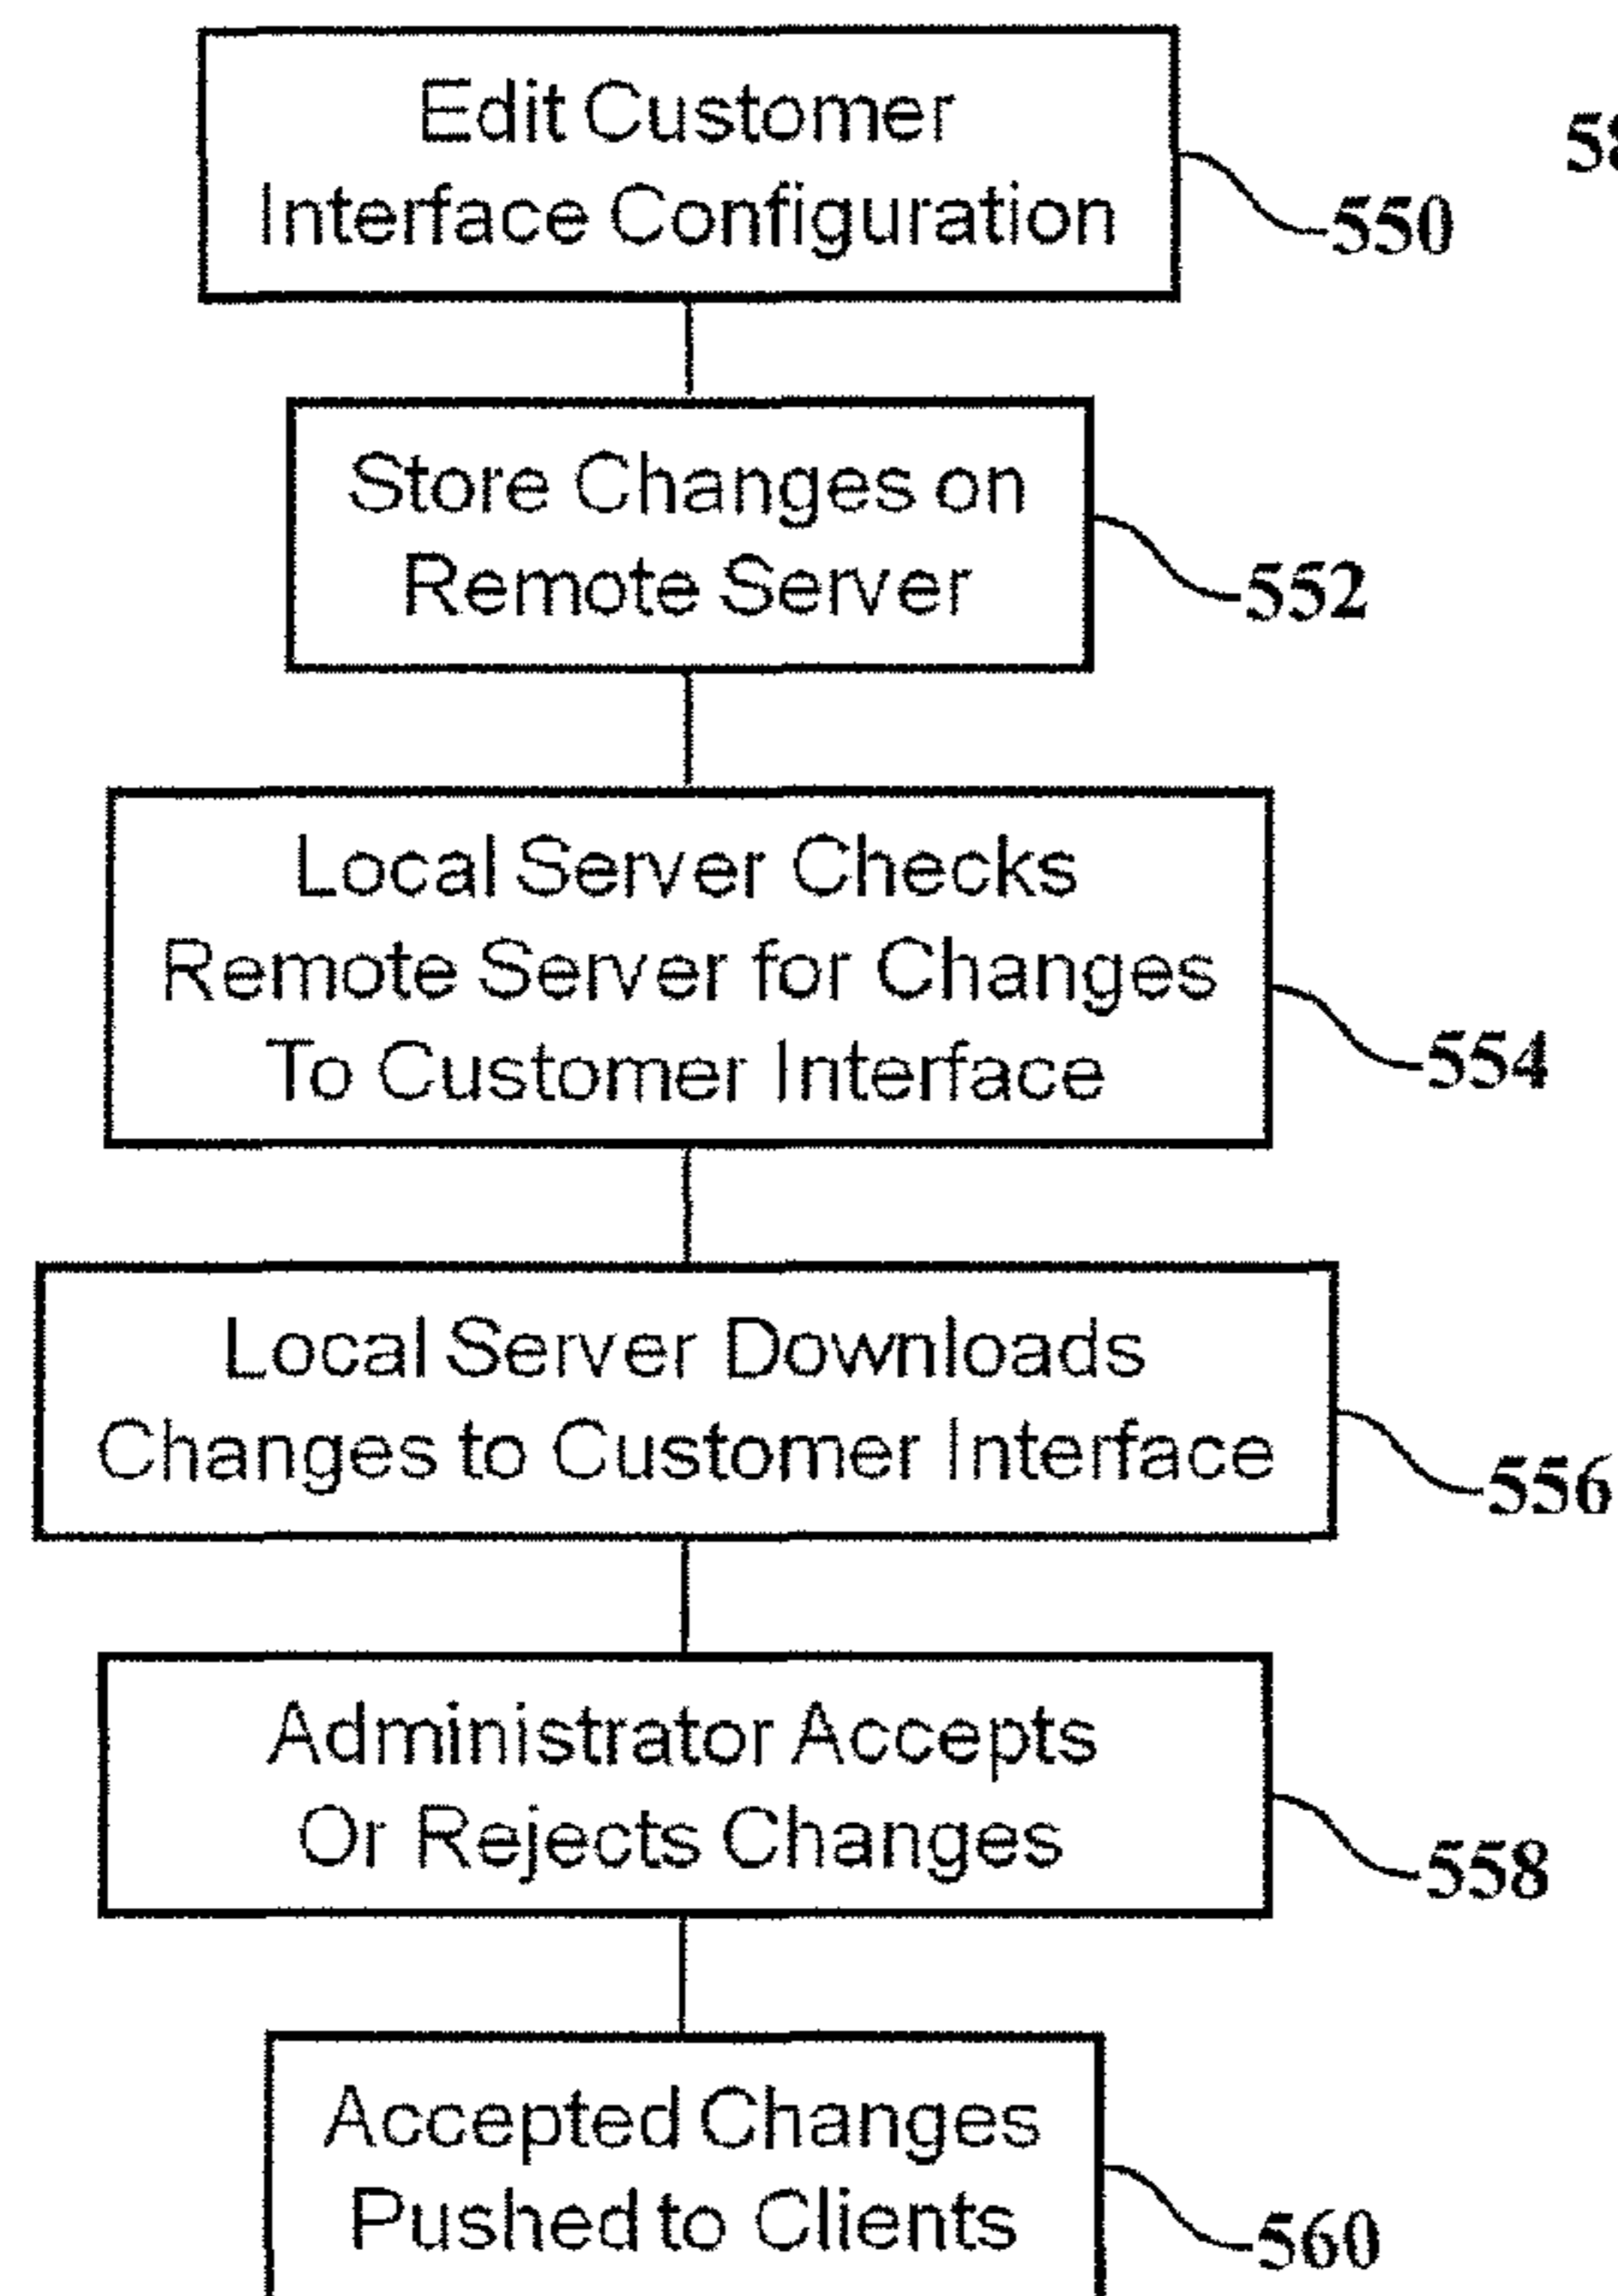 Edit Customer
Interface Configuration
550
Store Changes on
Remote Server
552
Local Server Checks
Remote Server for Changes
To Customer Interface
554
Local Server Downloads
Changes to Customer Interface
556
Administrator Accepts
Or Rejects Changes
558
Accepted Changes
Pushed to Clients
560